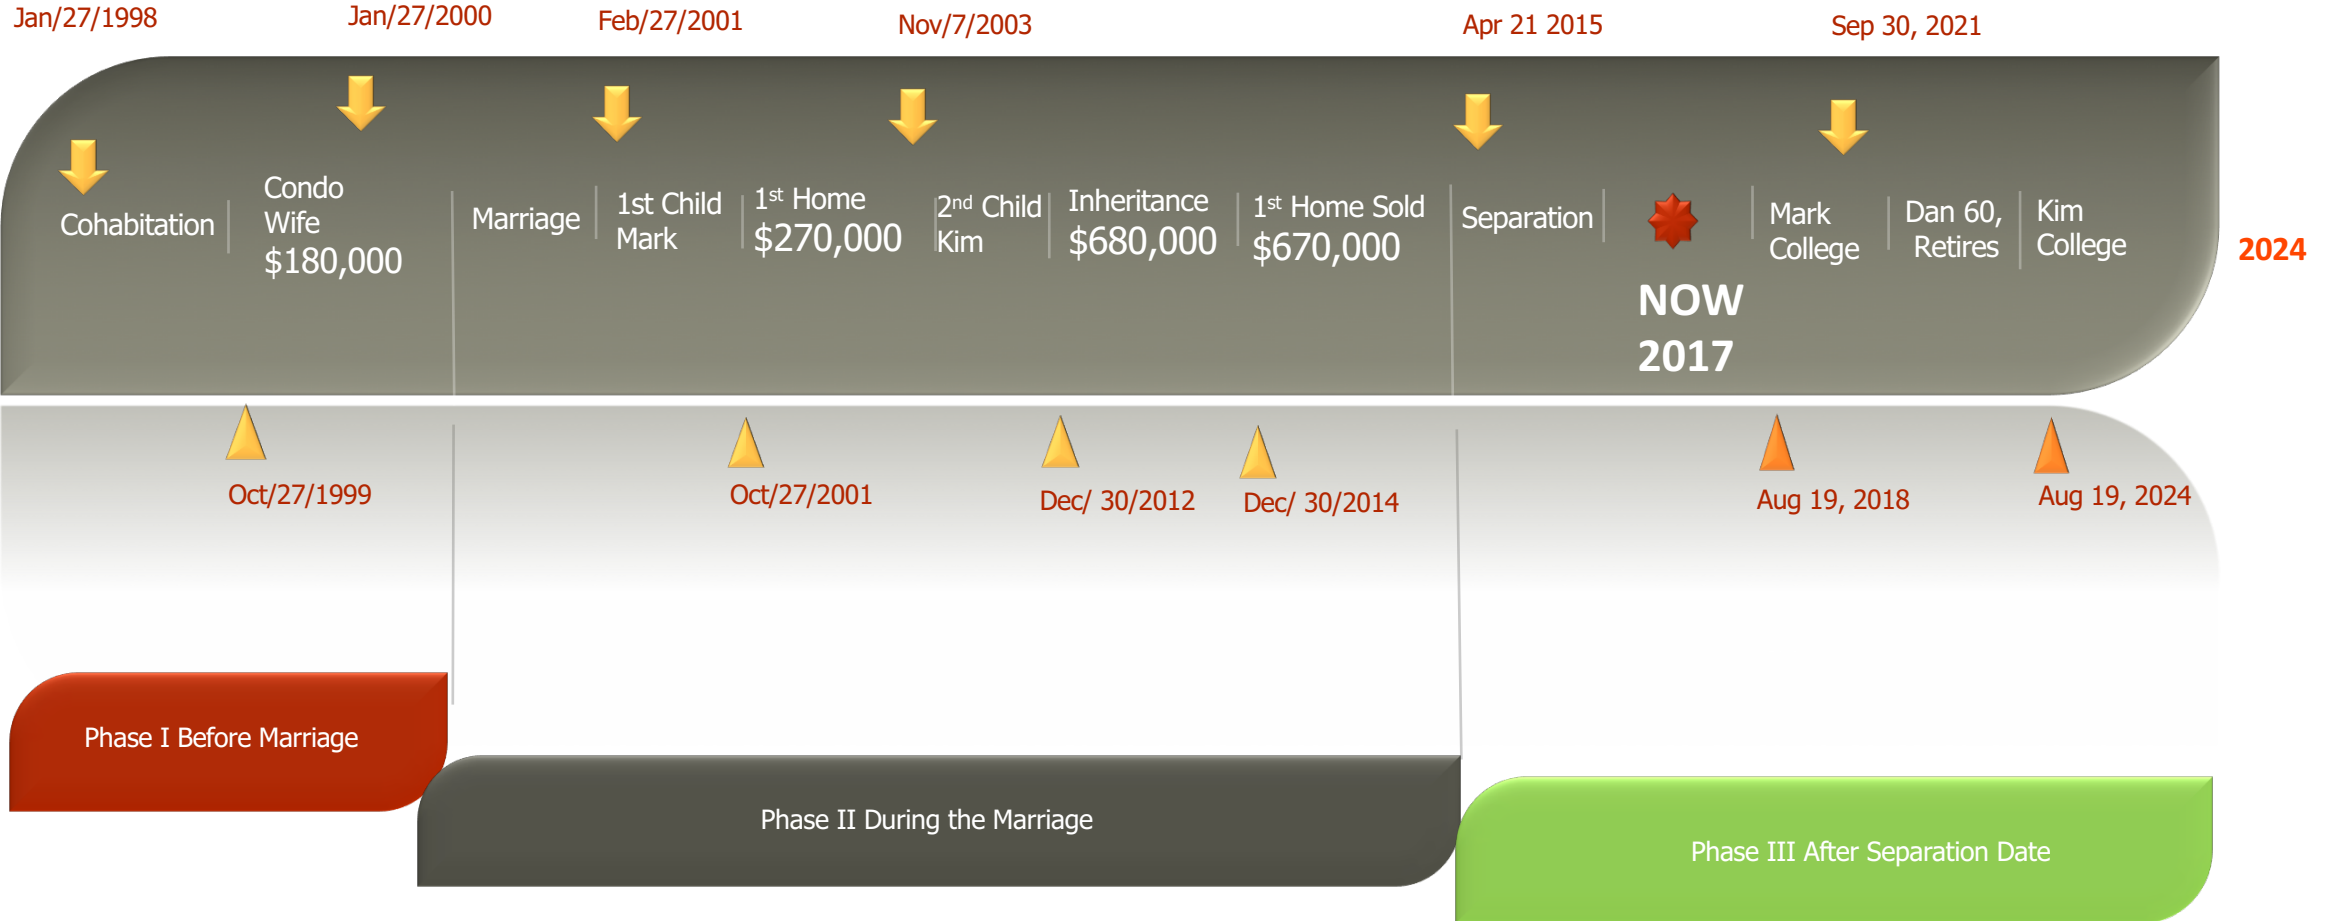 Jan/27/1998
Jan/27/2000
Feb/27/2001
Nov/7/2003
Apr 21 2015
Sep 30, 2021
Cohabitation
Condo
Wife
$180,000
Marriage
1st Child
Mark
1st Home
$270,000
2nd Child
Kim
Inheritance
$680,000
1st Home Sold
$670,000
Separation
NOW
2017
Mark
College
Dan 60,
Retires
Kim
College
2024
Oct/27/1999
Oct/27/2001
Dec/ 30/2012
Dec/ 30/2014
Aug 19, 2018
Aug 19, 2024
Phase I Before Marriage
Phase II During the Marriage
Phase III After Separation Date